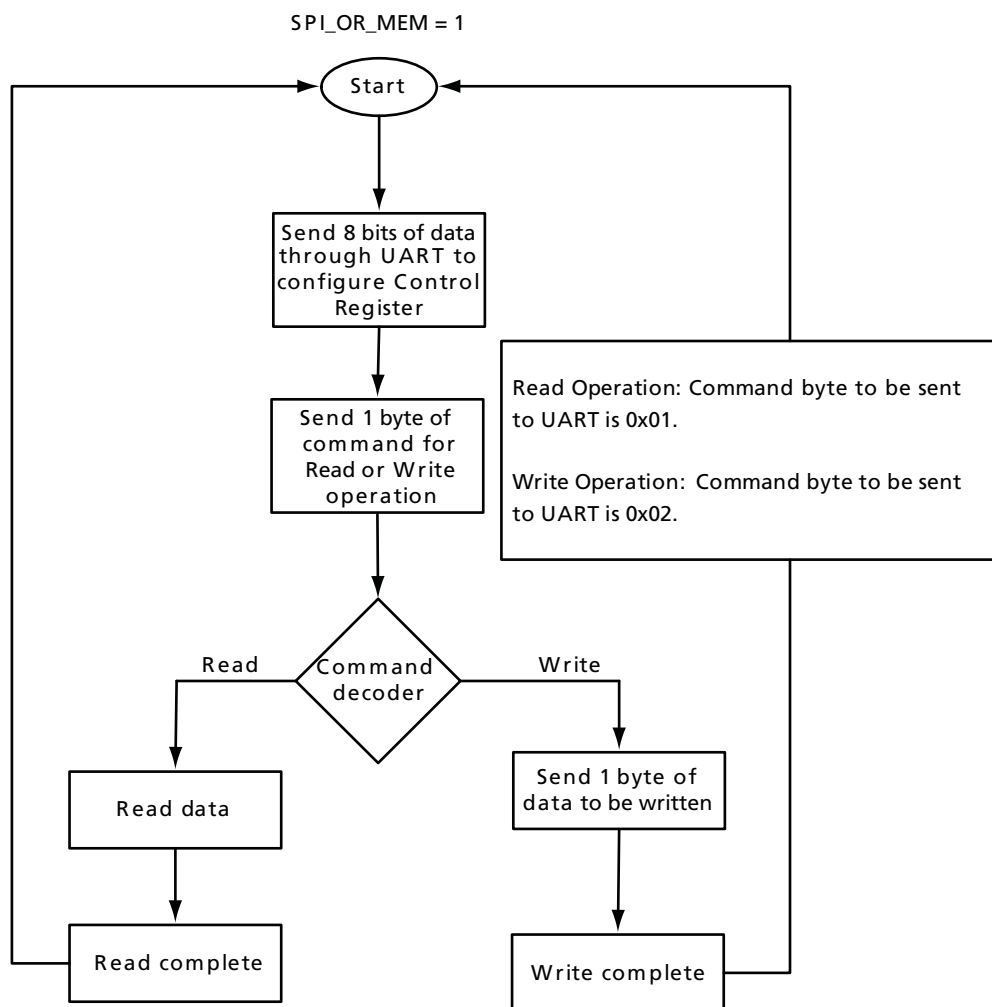 SPI_OR_MEM = 1
Start
Send 8 bits of data
through UART to
configure Control
Register
Send 1 byte of
command for
Read or Write
operation
Read Operation: Command byte to be sent
to UART is 0x01.
Write Operation: Command byte to be sent
to UART is 0x02.
Command
decoder
Read
Write
Read data
Send 1 byte of
data to be written
Read complete
Write complete